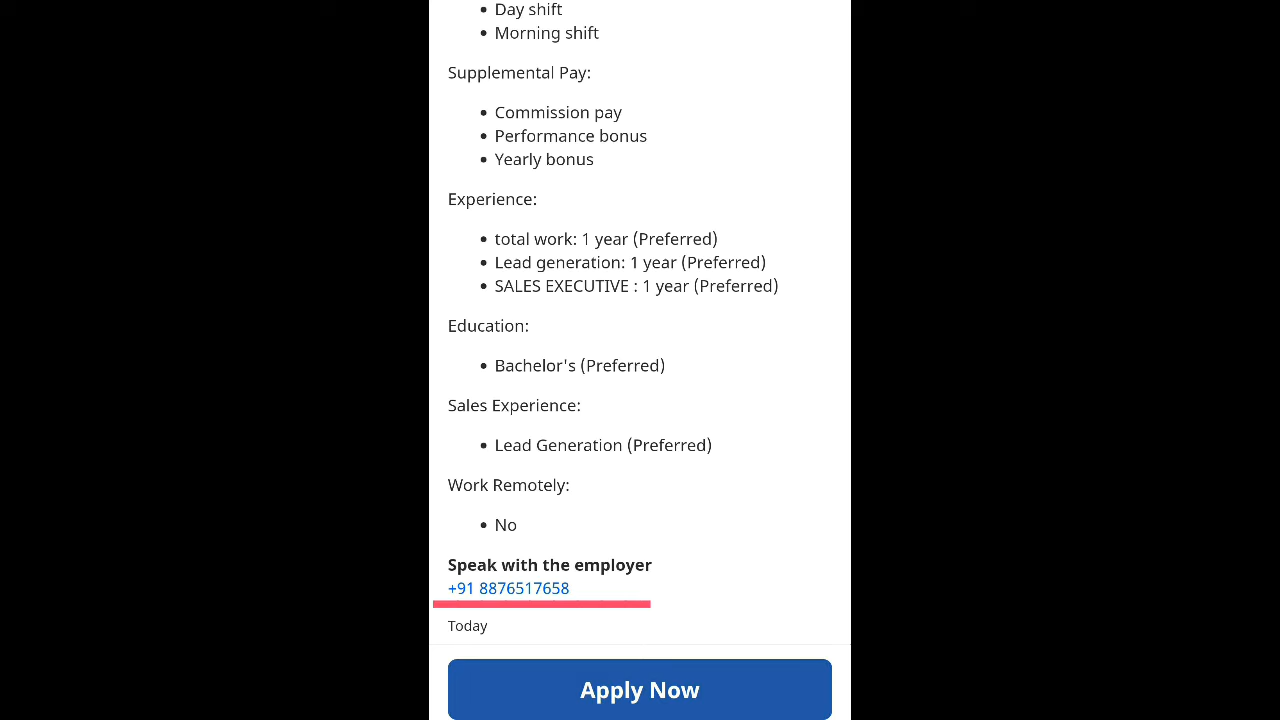 Day shift
Morning shift
Supplemental Pay:
Commission pay
Performance bonus
Yearly bonus
Experience:
total work: 1 year (Preferred)
Lead generation: 1 year (Preferred)
SALES EXECUTIVE : 1 year (Preferred)
Education:
Bachelor's (Preferred)
Sales Experience:
Lead Generation (Preferred)
Work Remotely:
No
Speak with the employer
+91 8876517658
Today
Apply Now